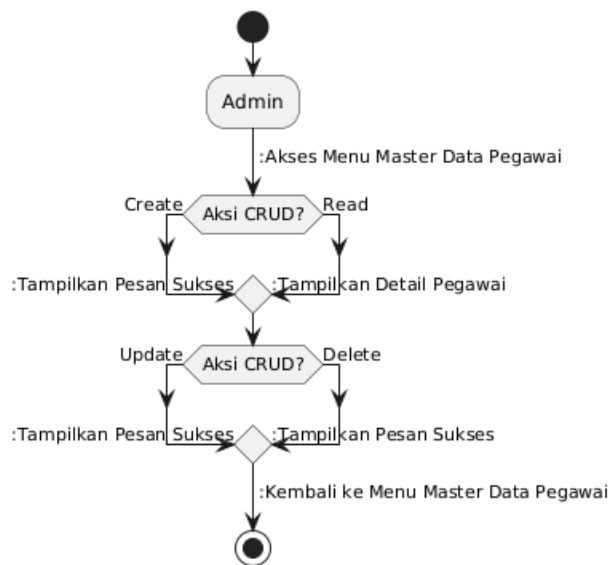 Admin
:Akses Menu Master Data Pegawai
Create
Aksi CRUD?
Read
:Tampilkan Pesan Sukses
:Tampilkan Detail Pegawai
Update
Aksi CRUD?
Delete
:Tampilkan Pesan Sukses
:Tampilkan Pesan Sukses
:Kembali ke Menu Master Data Pegawai